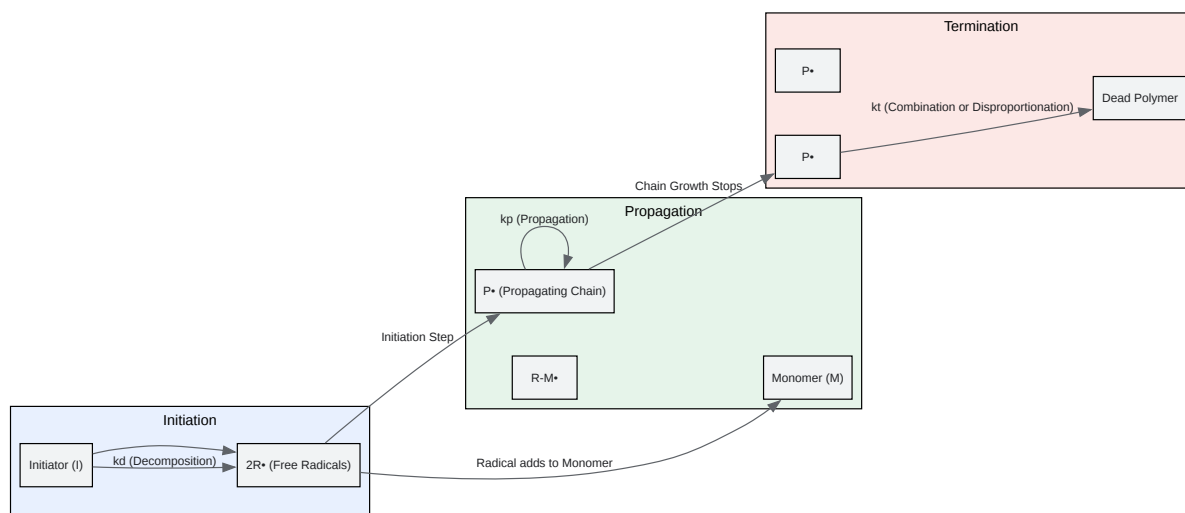 Termination
P•
Dead Polymer
kt (Combination or Disproportionation)
P•
Chain Growth Stops
Propagation
kp (Propagation)
P• (Propagating Chain)
Initiation Step
R-M•
Monomer (M)
Initiation
Initiator (I)
kd (Decomposition)
2R• (Free Radicals)
Radical adds to Monomer